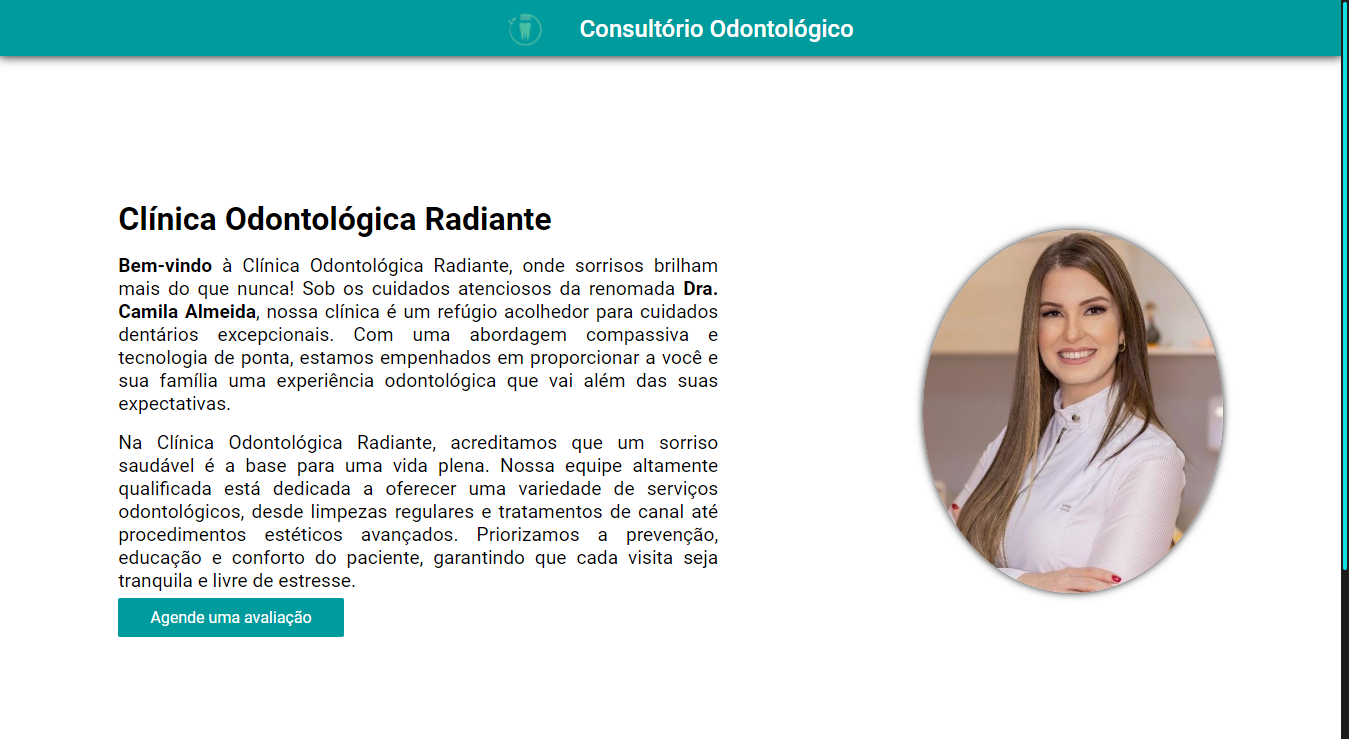 Consultório Odontológico
Clínica Odontológica Radiante
Bem-vindo à Clínica Odontológica Radiante, onde sorrisos brilham
mais do que nunca! Sob os cuidados atenciosos da renomada Dra.
Camila Almeida, nossa clínica é um refúgio acolhedor para cuidados
dentários excepcionais. Com uma abordagem compassiva e
tecnologia de ponta, estamos empenhados em proporcionar a você e
sua família uma experiência odontológica que vai além das suas
expectativas.
Na Clínica Odontológica Radiante, acreditamos que um sorriso
saudável é a base para uma vida plena. Nossa equipe altamente
qualificada está dedicada a oferecer uma variedade de serviços
odontológicos, desde limpezas regulares e tratamentos de canal até
procedimentos estéticos avançados. Priorizamos a prevenção,
educação e conforto do paciente, garantindo que cada visita seja
tranquila e livre de estresse.
Agende uma avaliação